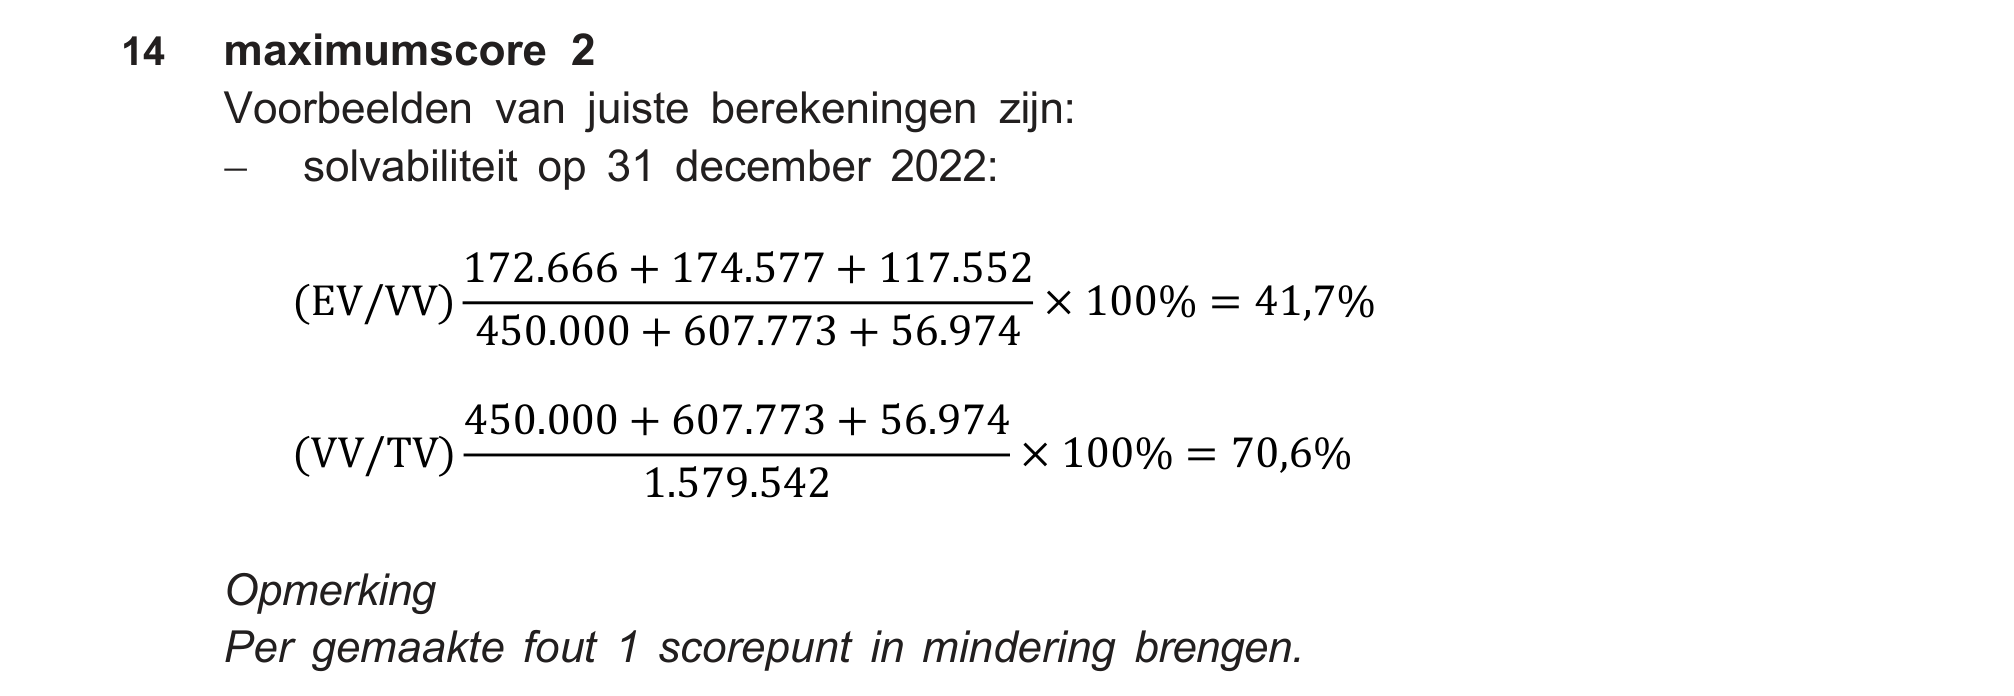 14 maximumscore 2
Voorbeelden van juiste berekeningen zijn:
– solvabiliteit op 31 december 2022:
(EV/VV) (172.666 + 174.577 + 117.552) / (450.000 + 607.773 + 56.974) × 100% = 41,7%
(VV/TV) (450.000 + 607.773 + 56.974) / 1.579.542 × 100% = 70,6%
Opmerking
Per gemaakte fout 1 scorepunt in mindering brengen.